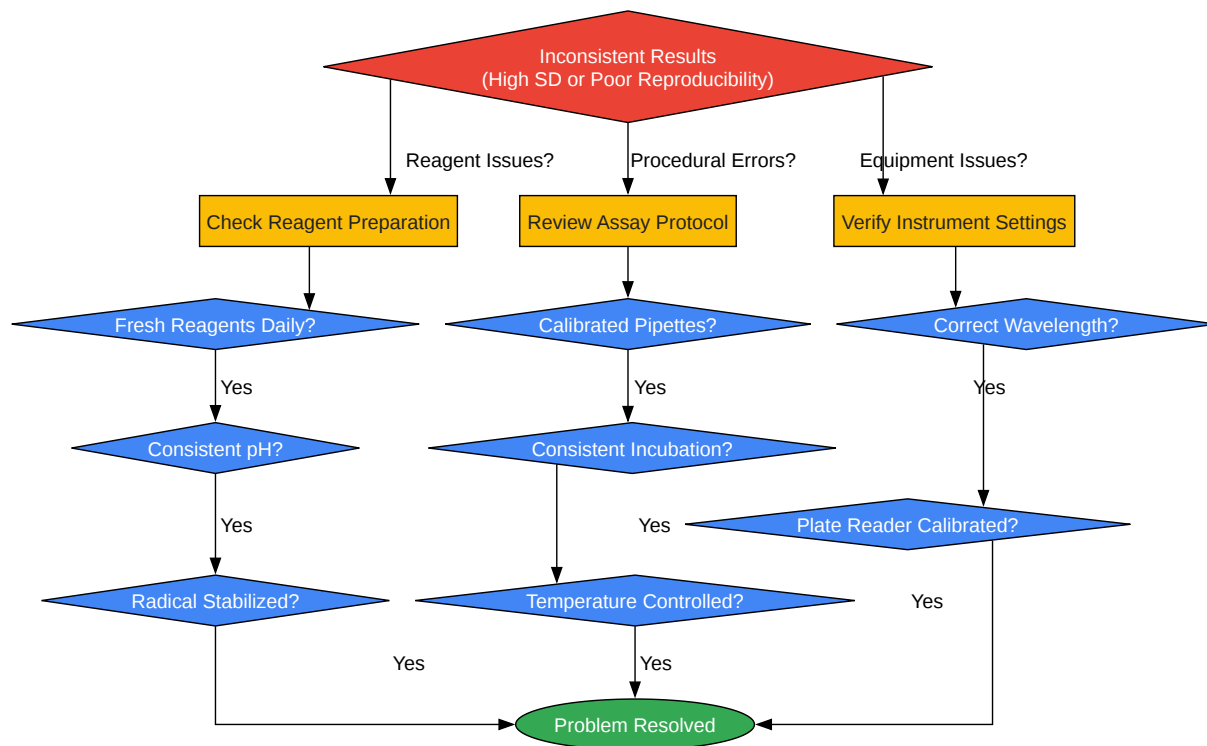 Inconsistent Results
(High SD or Poor Reproducibility)
Reagent Issues?
Procedural Errors?
Equipment Issues?
Check Reagent Preparation
Review Assay Protocol
Verify Instrument Settings
Fresh Reagents Daily?
Calibrated Pipettes?
Correct Wavelength?
Yes
Yes
Yes
Consistent pH?
Consistent Incubation?
Yes
Yes
Plate Reader Calibrated?
Radical Stabilized?
Temperature Controlled?
Yes
Yes
Yes
Problem Resolved